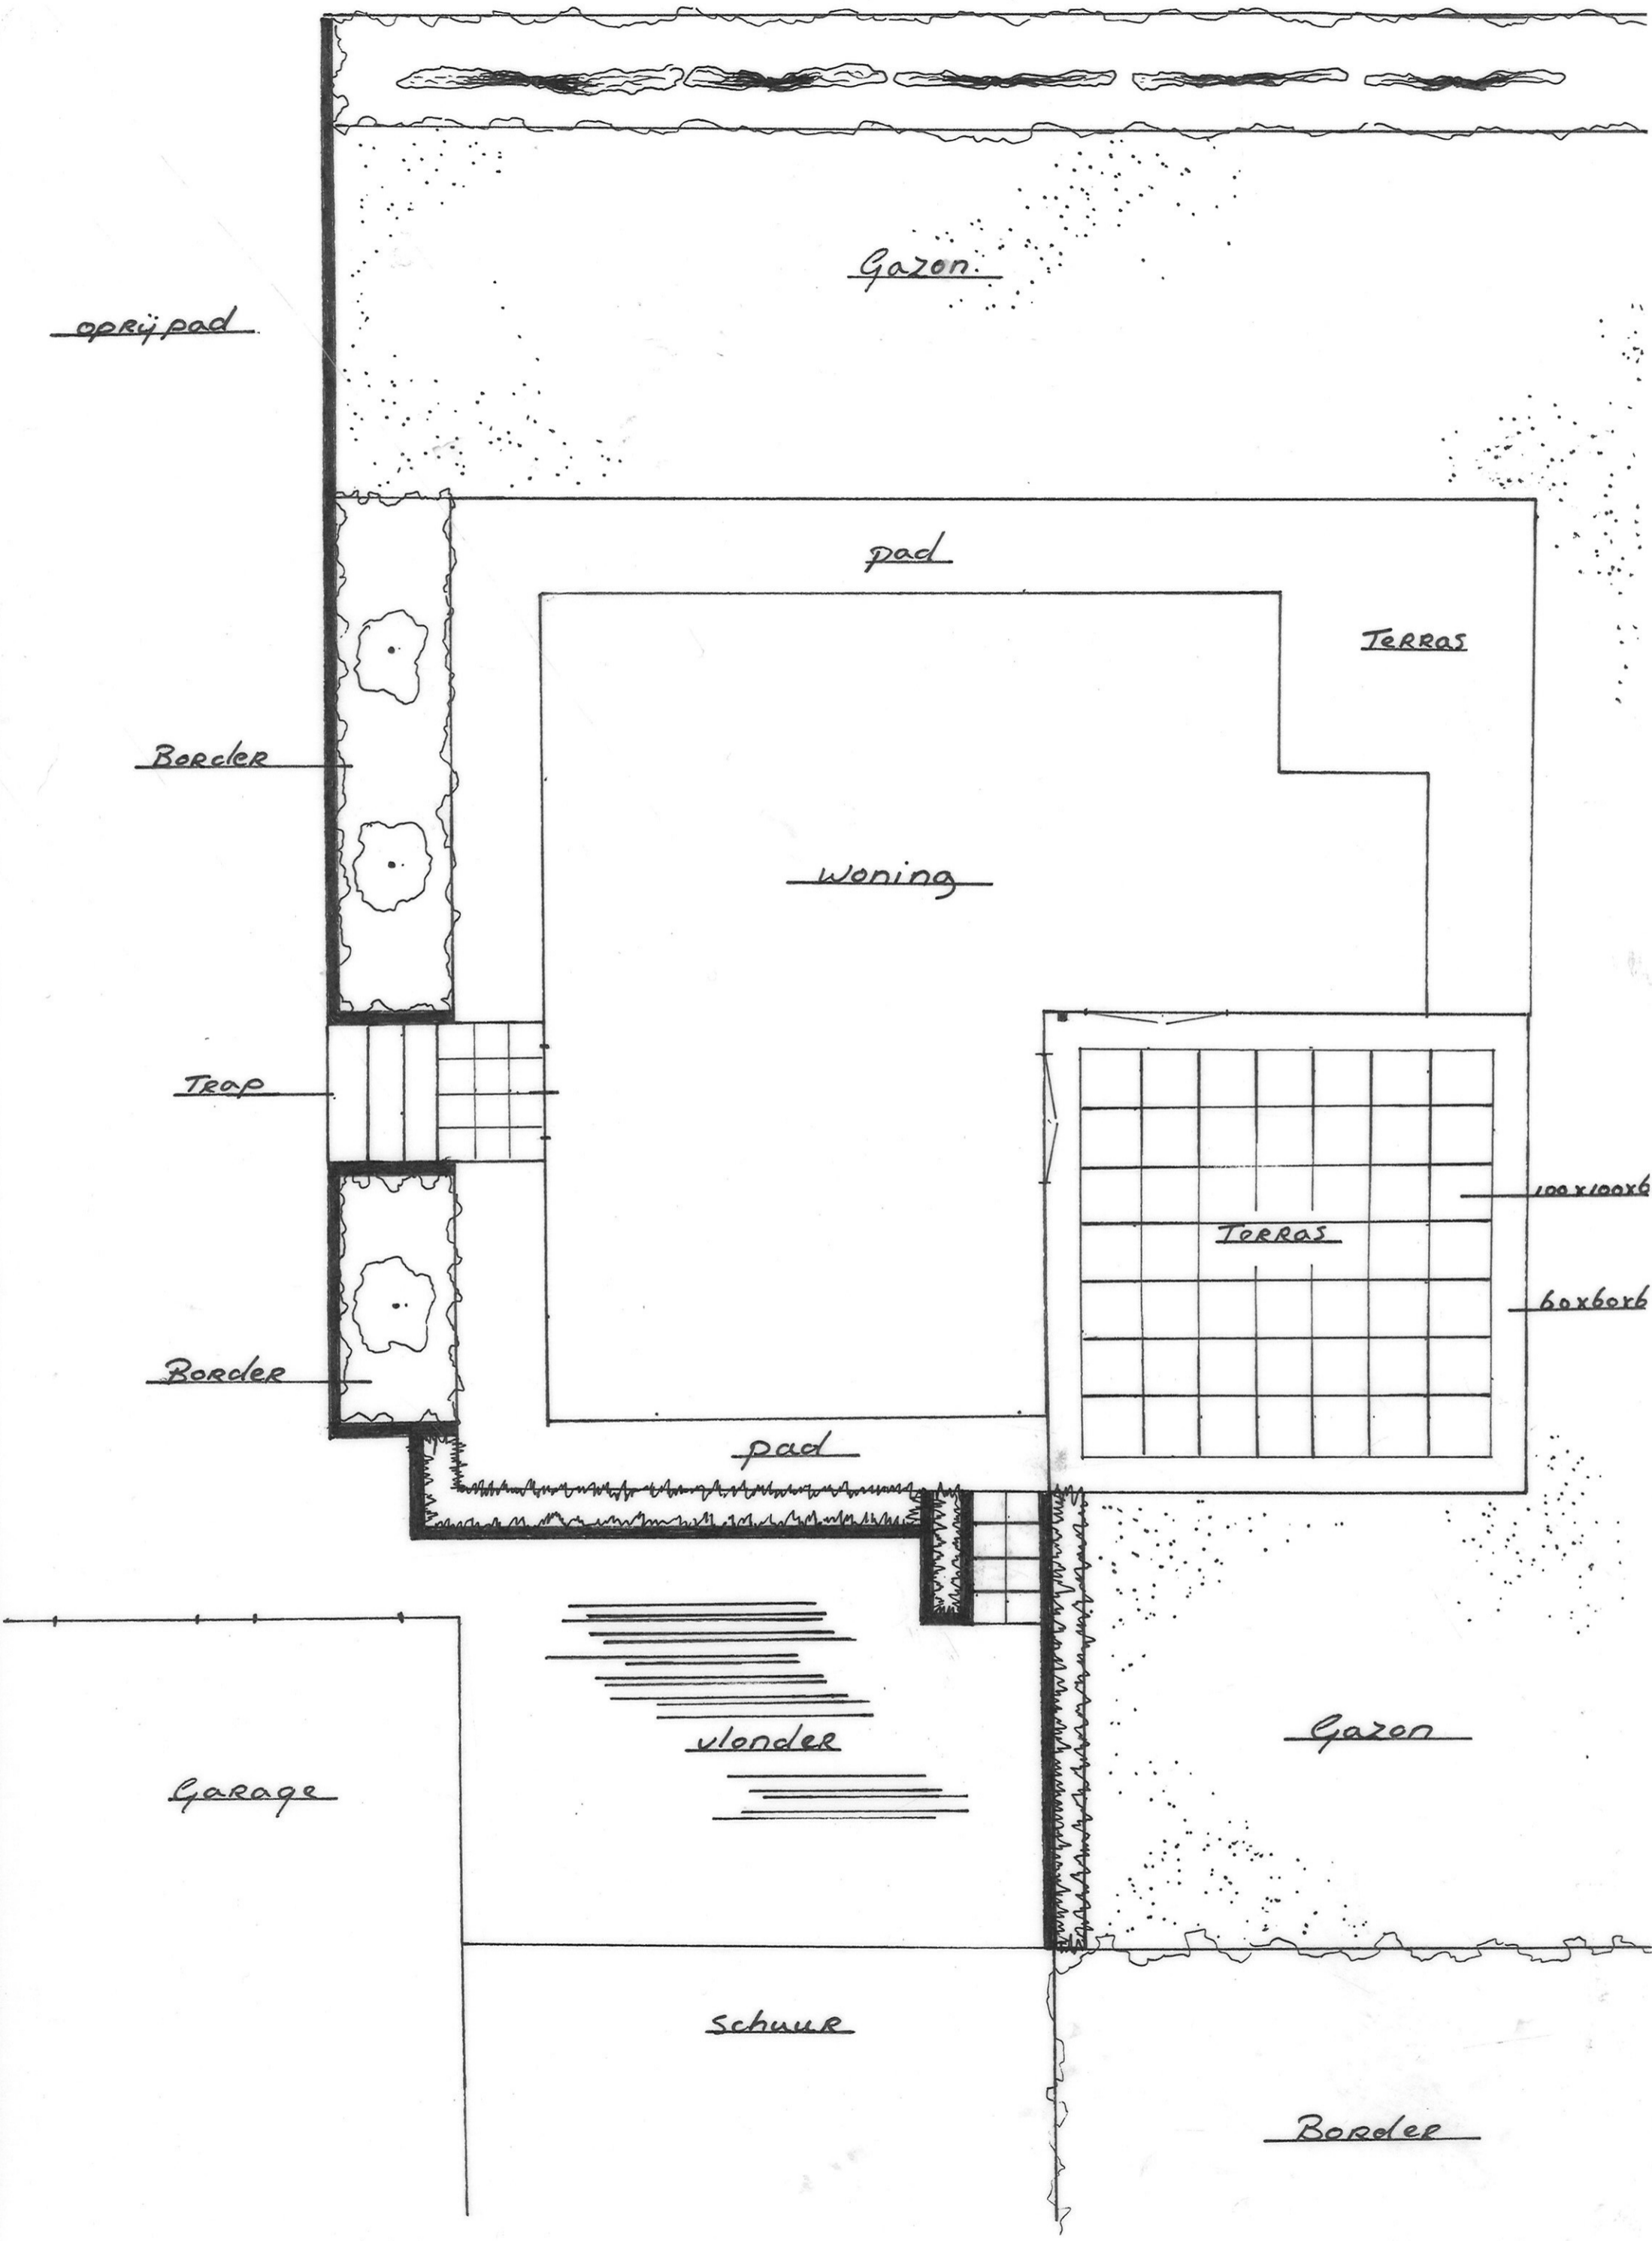 Gazon.
oprijpad
pad
Terras
Border
woning
Trap
100x100x6
Terras
60x60x6
Border
pad
Gazon
vlonder
Garage
schuur
Border